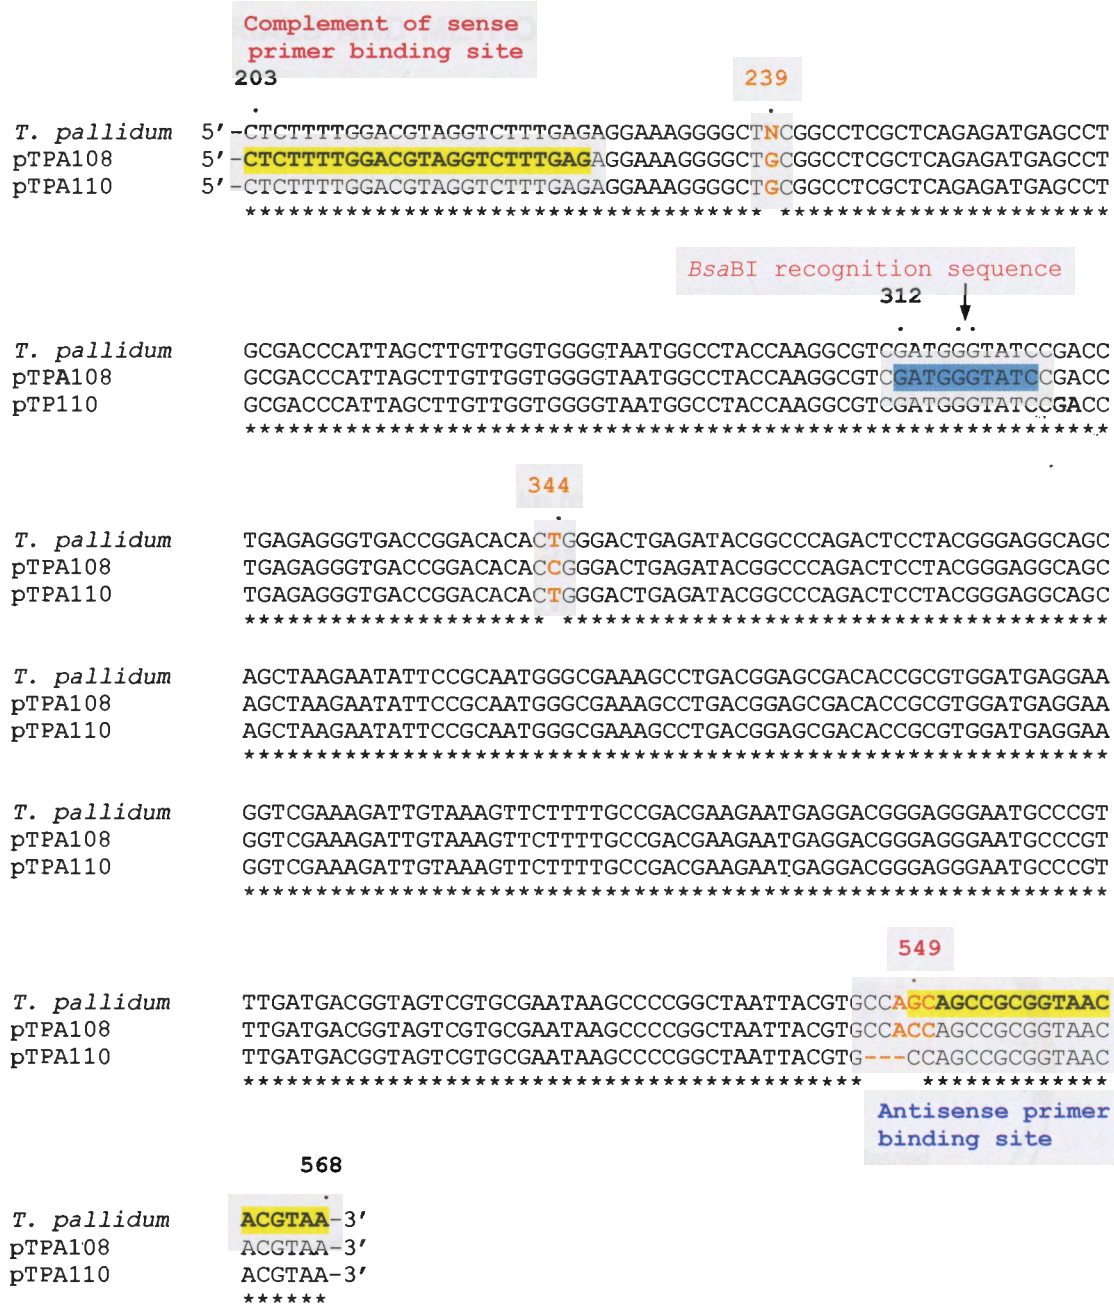 Complement of sense
primer binding site
203
239
T. pallidum 5′-CTCTTTTGGACGTAGGTCTTTGAGAGGAAAGGGGCTNCGGCCTCGCTCAGAGATGAGCCT
pTPA108 5′-CTCTTTTGGACGTAGGTCTTTGAGAGGAAAGGGGCTGCGGCCTCGCTCAGAGATGAGCCT
pTPA110 5′-CTCTTTTGGACGTAGGTCTTTGAGAGGAAAGGGGCTGCGGCCTCGCTCAGAGATGAGCCT
************************************ ***********************
BsaBI recognition sequence
312
T. pallidum GCGACCCATTAGCTTGTTGGTGGGGTAATGGCCTACCAAGGCGTCGATGGGTATCCGACC
pTPA108 GCGACCCATTAGCTTGTTGGTGGGGTAATGGCCTACCAAGGCGTCGATGGGTATCCGACC
pTP110 GCGACCCATTAGCTTGTTGGTGGGGTAATGGCCTACCAAGGCGTCGATGGGTATCCGACC
************************************************************
344
T. pallidum TGAGAGGGTGACCGGACACACTGGGACTGAGATACGGCCCAGACTCCTACGGGAGGCAGC
pTPA108 TGAGAGGGTGACCGGACACACCGGGACTGAGATACGGCCCAGACTCCTACGGGAGGCAGC
pTPA110 TGAGAGGGTGACCGGACACACTGGGACTGAGATACGGCCCAGACTCCTACGGGAGGCAGC
********************* **************************************
T. pallidum AGCTAAGAATATTCCGCAATGGGCGAAAGCCTGACGGAGCGACACCGCGTGGATGAGGAA
pTPA108 AGCTAAGAATATTCCGCAATGGGCGAAAGCCTGACGGAGCGACACCGCGTGGATGAGGAA
pTPA110 AGCTAAGAATATTCCGCAATGGGCGAAAGCCTGACGGAGCGACACCGCGTGGATGAGGAA
************************************************************
T. pallidum GGTCGAAAGATTGTAAAGTTCTTTTGCCGACGAAGAATGAGGACGGGAGGGAATGCCCGT
pTPA108 GGTCGAAAGATTGTAAAGTTCTTTTGCCGACGAAGAATGAGGACGGGAGGGAATGCCCGT
pTPA110 GGTCGAAAGATTGTAAAGTTCTTTTGCCGACGAAGAATGAGGACGGGAGGGAATGCCCGT
************************************************************
549
T. pallidum TTGATGACGGTAGTCGTGCGAATAAGCCCCGGCTAATTACGTGCCAGCAGCCGCGGTAAC
pTPA108 TTGATGACGGTAGTCGTGCGAATAAGCCCCGGCTAATTACGTGCCACCAGCCGCGGTAAC
pTPA110 TTGATGACGGTAGTCGTGCGAATAAGCCCCGGCTAATTACGTG---CCAGCCGCGGTAAC
******************************************* *************
Antisense primer
binding site
568
T. pallidum ACGTAA-3′
pTPA108 ACGTAA-3′
pTPA110 ACGTAA-3′
******